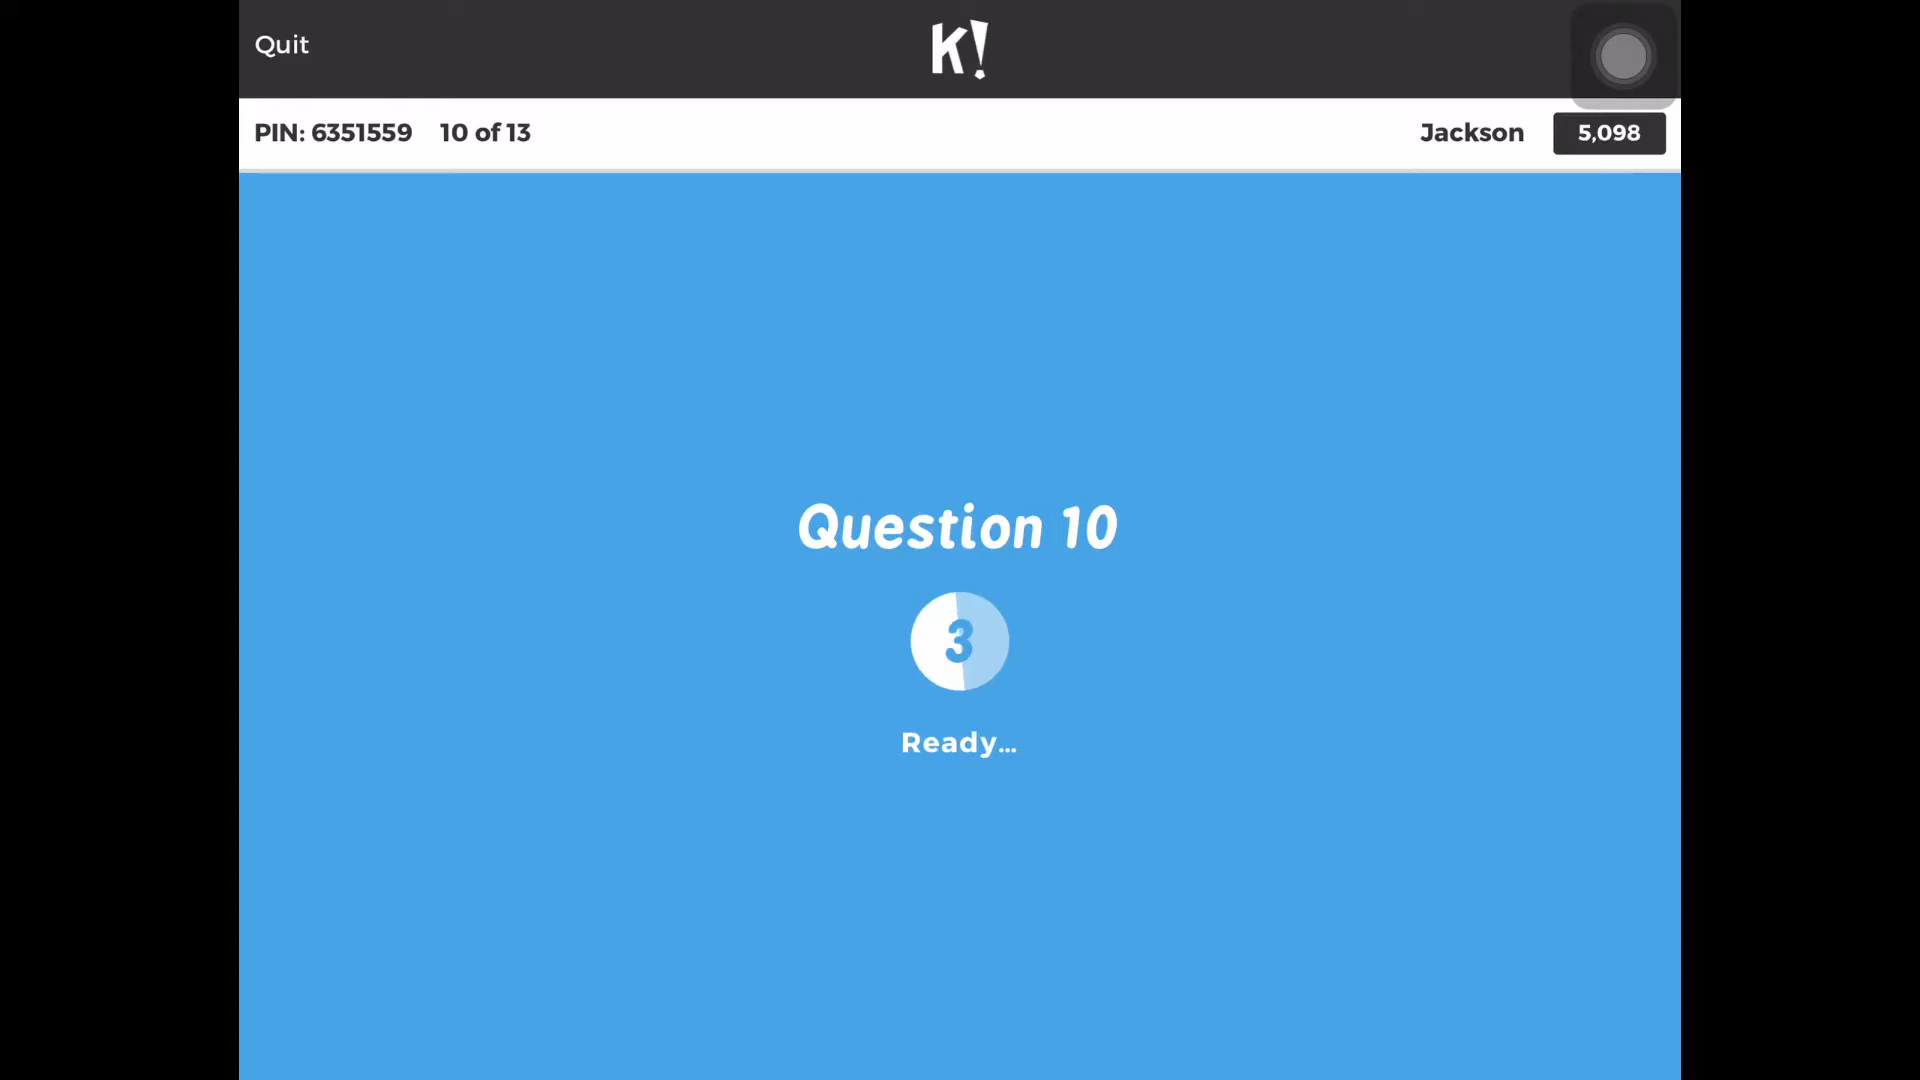 Quit
K!
PIN: 6351559 10 of 13
Jackson 5,098
Question 10
3
Ready...